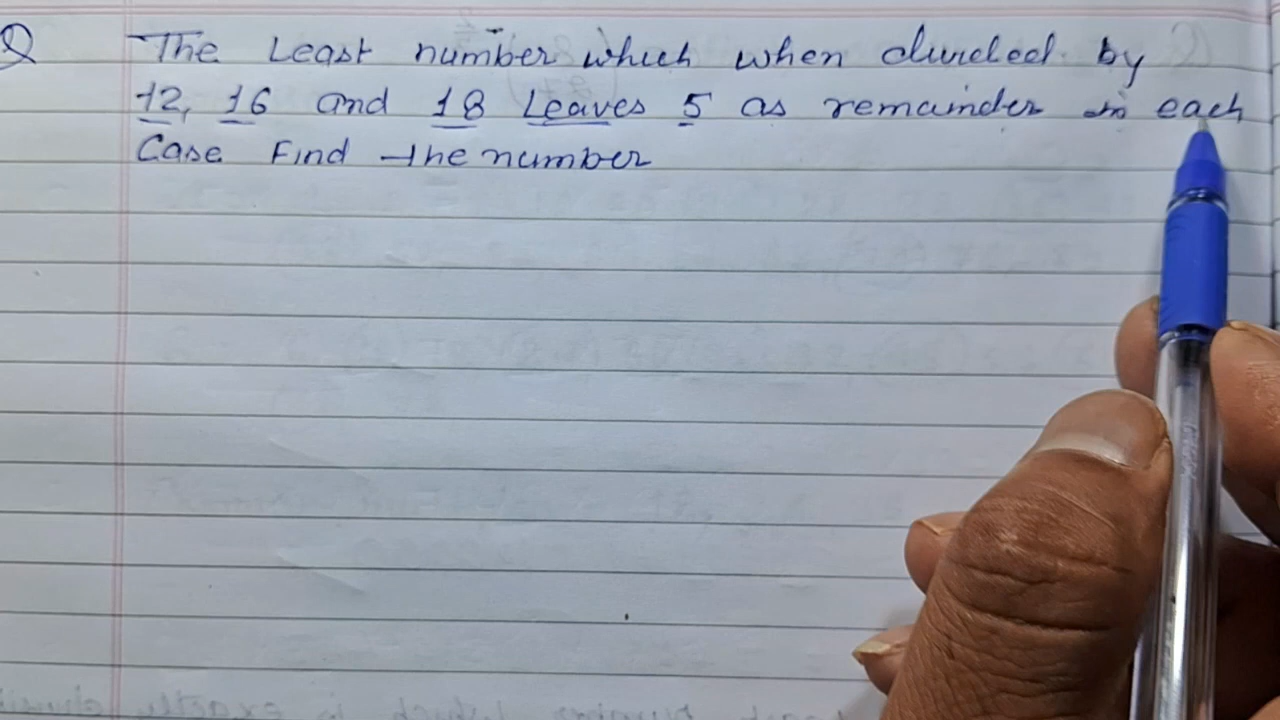 Q The Least number which when divided by
12, 16 and 18 Leaves 5 as remainder in each
Case Find the number